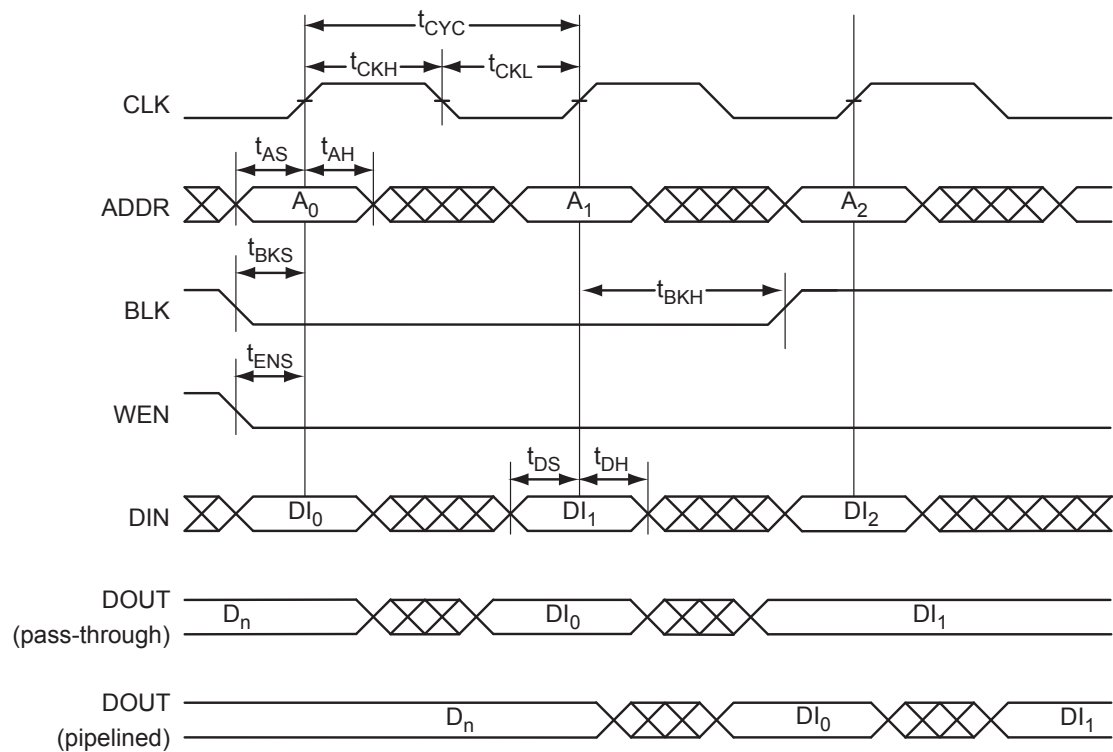 tCYC
tCKH tCKL
CLK
tAS tAH
ADDR A0 A1 A2
tBKS
tBKH
BLK
tENS
WEN
tDS tDH
DIN DI0 DI1 DI2
DOUT
(pass-through) Dn DI0 DI1
DOUT
(pipelined) Dn DI0 DI1